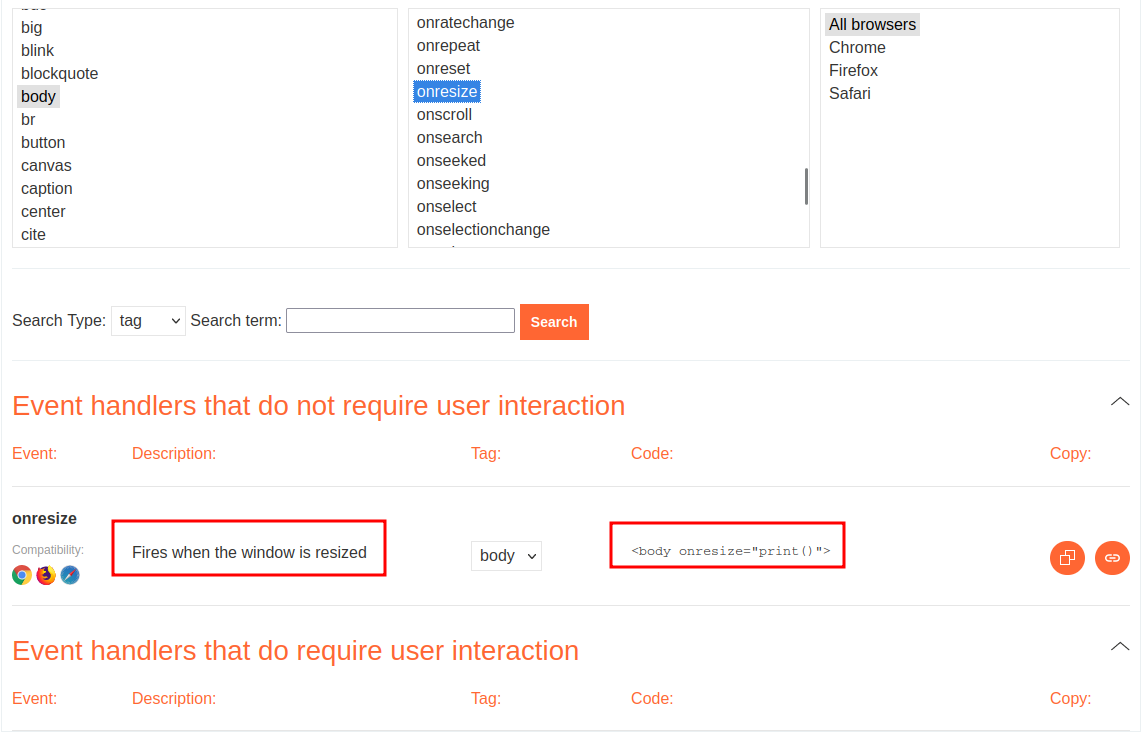 big
blink
blockquote
body
br
button
canvas
caption
center
cite
onratechange
onrepeat
onreset
onresize
onscroll
onsearch
onseeked
onseeking
onselect
onselectionchange
All browsers
Chrome
Firefox
Safari
Search Type: tag Search term: Search
Event handlers that do not require user interaction
Event: Description: Tag: Code: Copy:
onresize
Compatibility:
Fires when the window is resized
body
<body onresize="print()">
Event handlers that do require user interaction
Event: Description: Tag: Code: Copy: